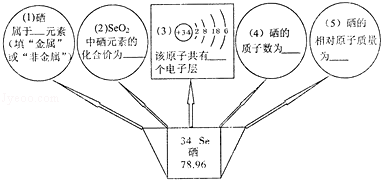 (1)硒
属于__元素
(填“金属”
或“非金属”)
(2)SeO₂
中硒元素的
化合价为___
(3)
+34 2 8 18 6
该原子共有__
个电子层
(4)硒的
质子数为___
(5)硒的
相对原子质量
为___
34 Se
硒
78.96